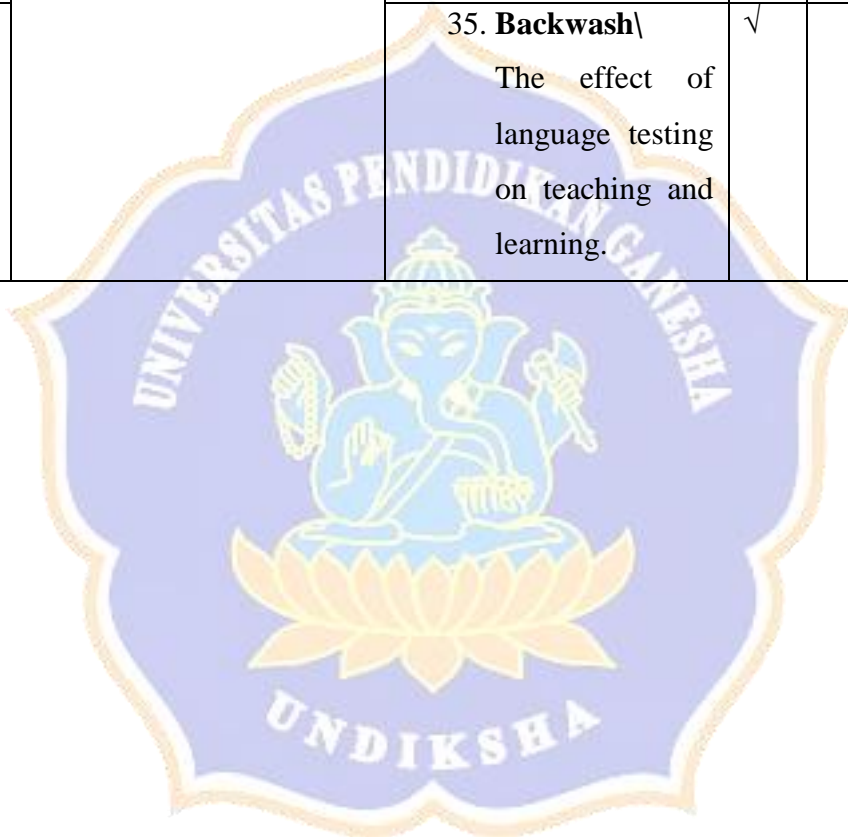 35. Backwash\ √
The effect of
language testing
on teaching and
learning.
UNIVERSITAS PENDIDIKAN GANESHA
UNDIKSHA